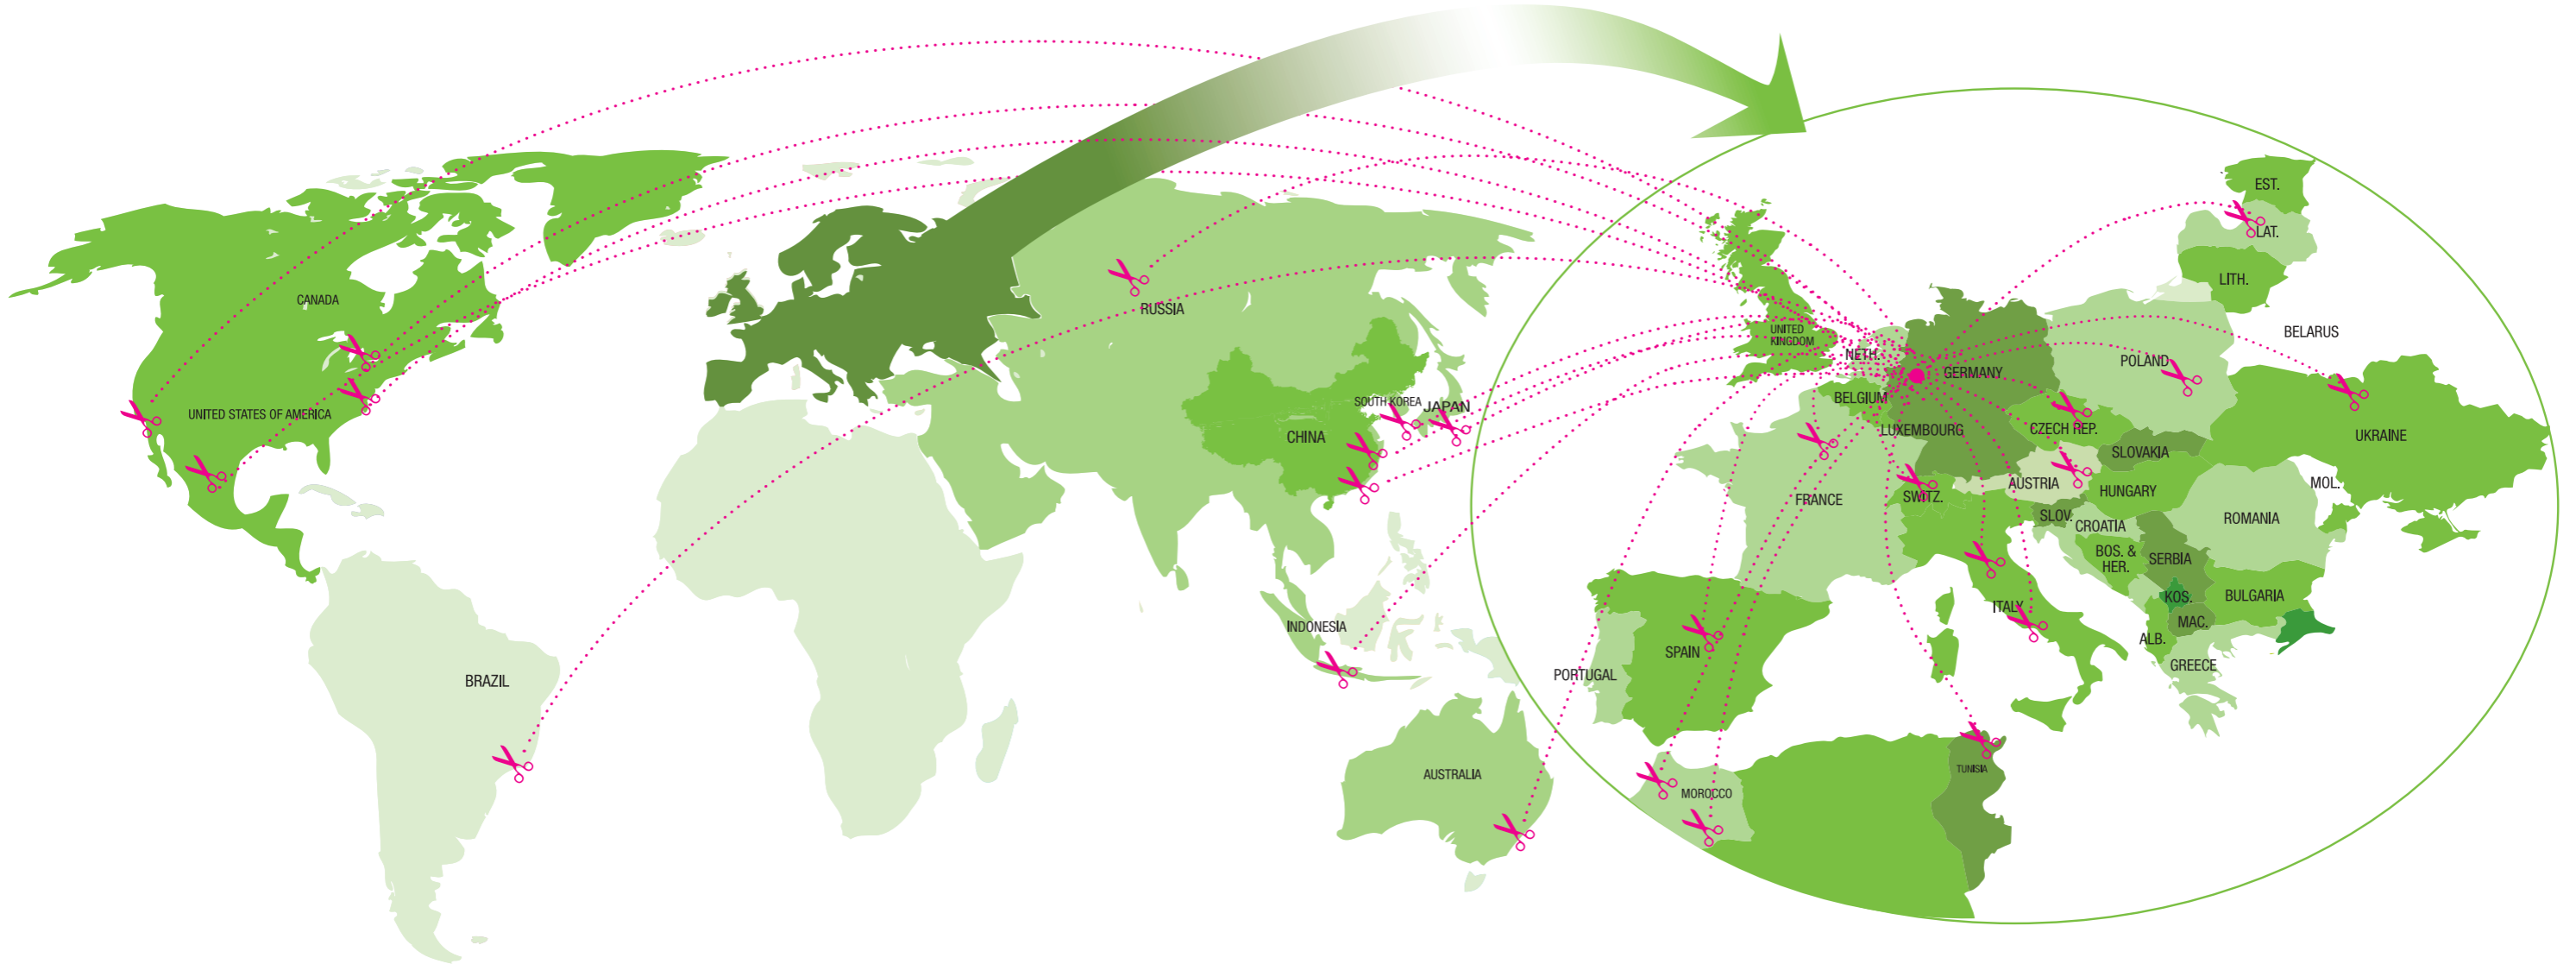 CANADA
UNITED STATES OF AMERICA
BRAZIL
RUSSIA
SOUTH KOREA
JAPAN
CHINA
INDONESIA
AUSTRALIA
EST.
LAT.
LITH.
BELARUS
UNITED
KINGDOM
NETH.
GERMANY
POLAND
BELGIUM
LUXEMBOURG
CZECH REP.
UKRAINE
SLOVAKIA
FRANCE
SWITZ.
AUSTRIA
HUNGARY
MOL.
SLOV.
CROATIA
ROMANIA
BOS. &
HER.
SERBIA
KOS.
BULGARIA
ITALY
MAC.
ALB.
GREECE
SPAIN
PORTUGAL
TUNISIA
MOROCCO